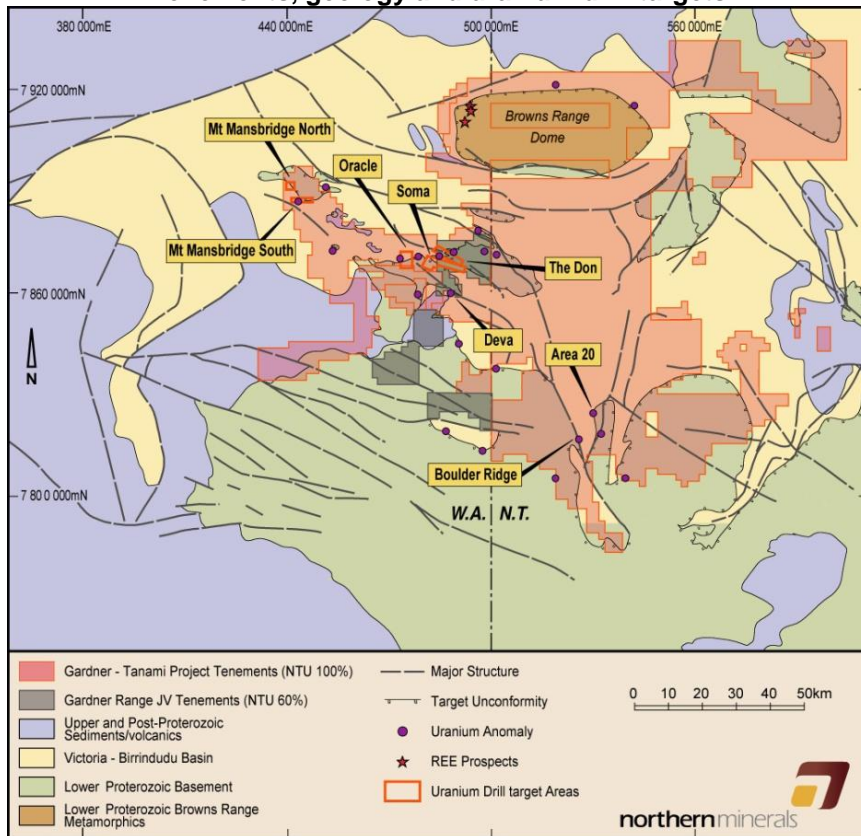 380 000mE
440 000mE
500 000mE
560 000mE
7 920 000mN
Mt Mansbridge North
Browns Range
Dome
Oracle
Soma
Mt Mansbridge South
The Don
7 860 000mN
Deva
Area 20
N
Boulder Ridge
7 800 000mN
W.A. N.T.
Gardner - Tanami Project Tenements (NTU 100%)
Gardner Range JV Tenements (NTU 60%)
Upper and Post-Proterozoic
Sediments/volcanics
Victoria - Birrindudu Basin
Lower Proterozoic Basement
Lower Proterozoic Browns Range
Metamorphics
Major Structure
Target Unconformity
Uranium Anomaly
REE Prospects
Uranium Drill target Areas
0 10 20 30 40 50km
northernminerals